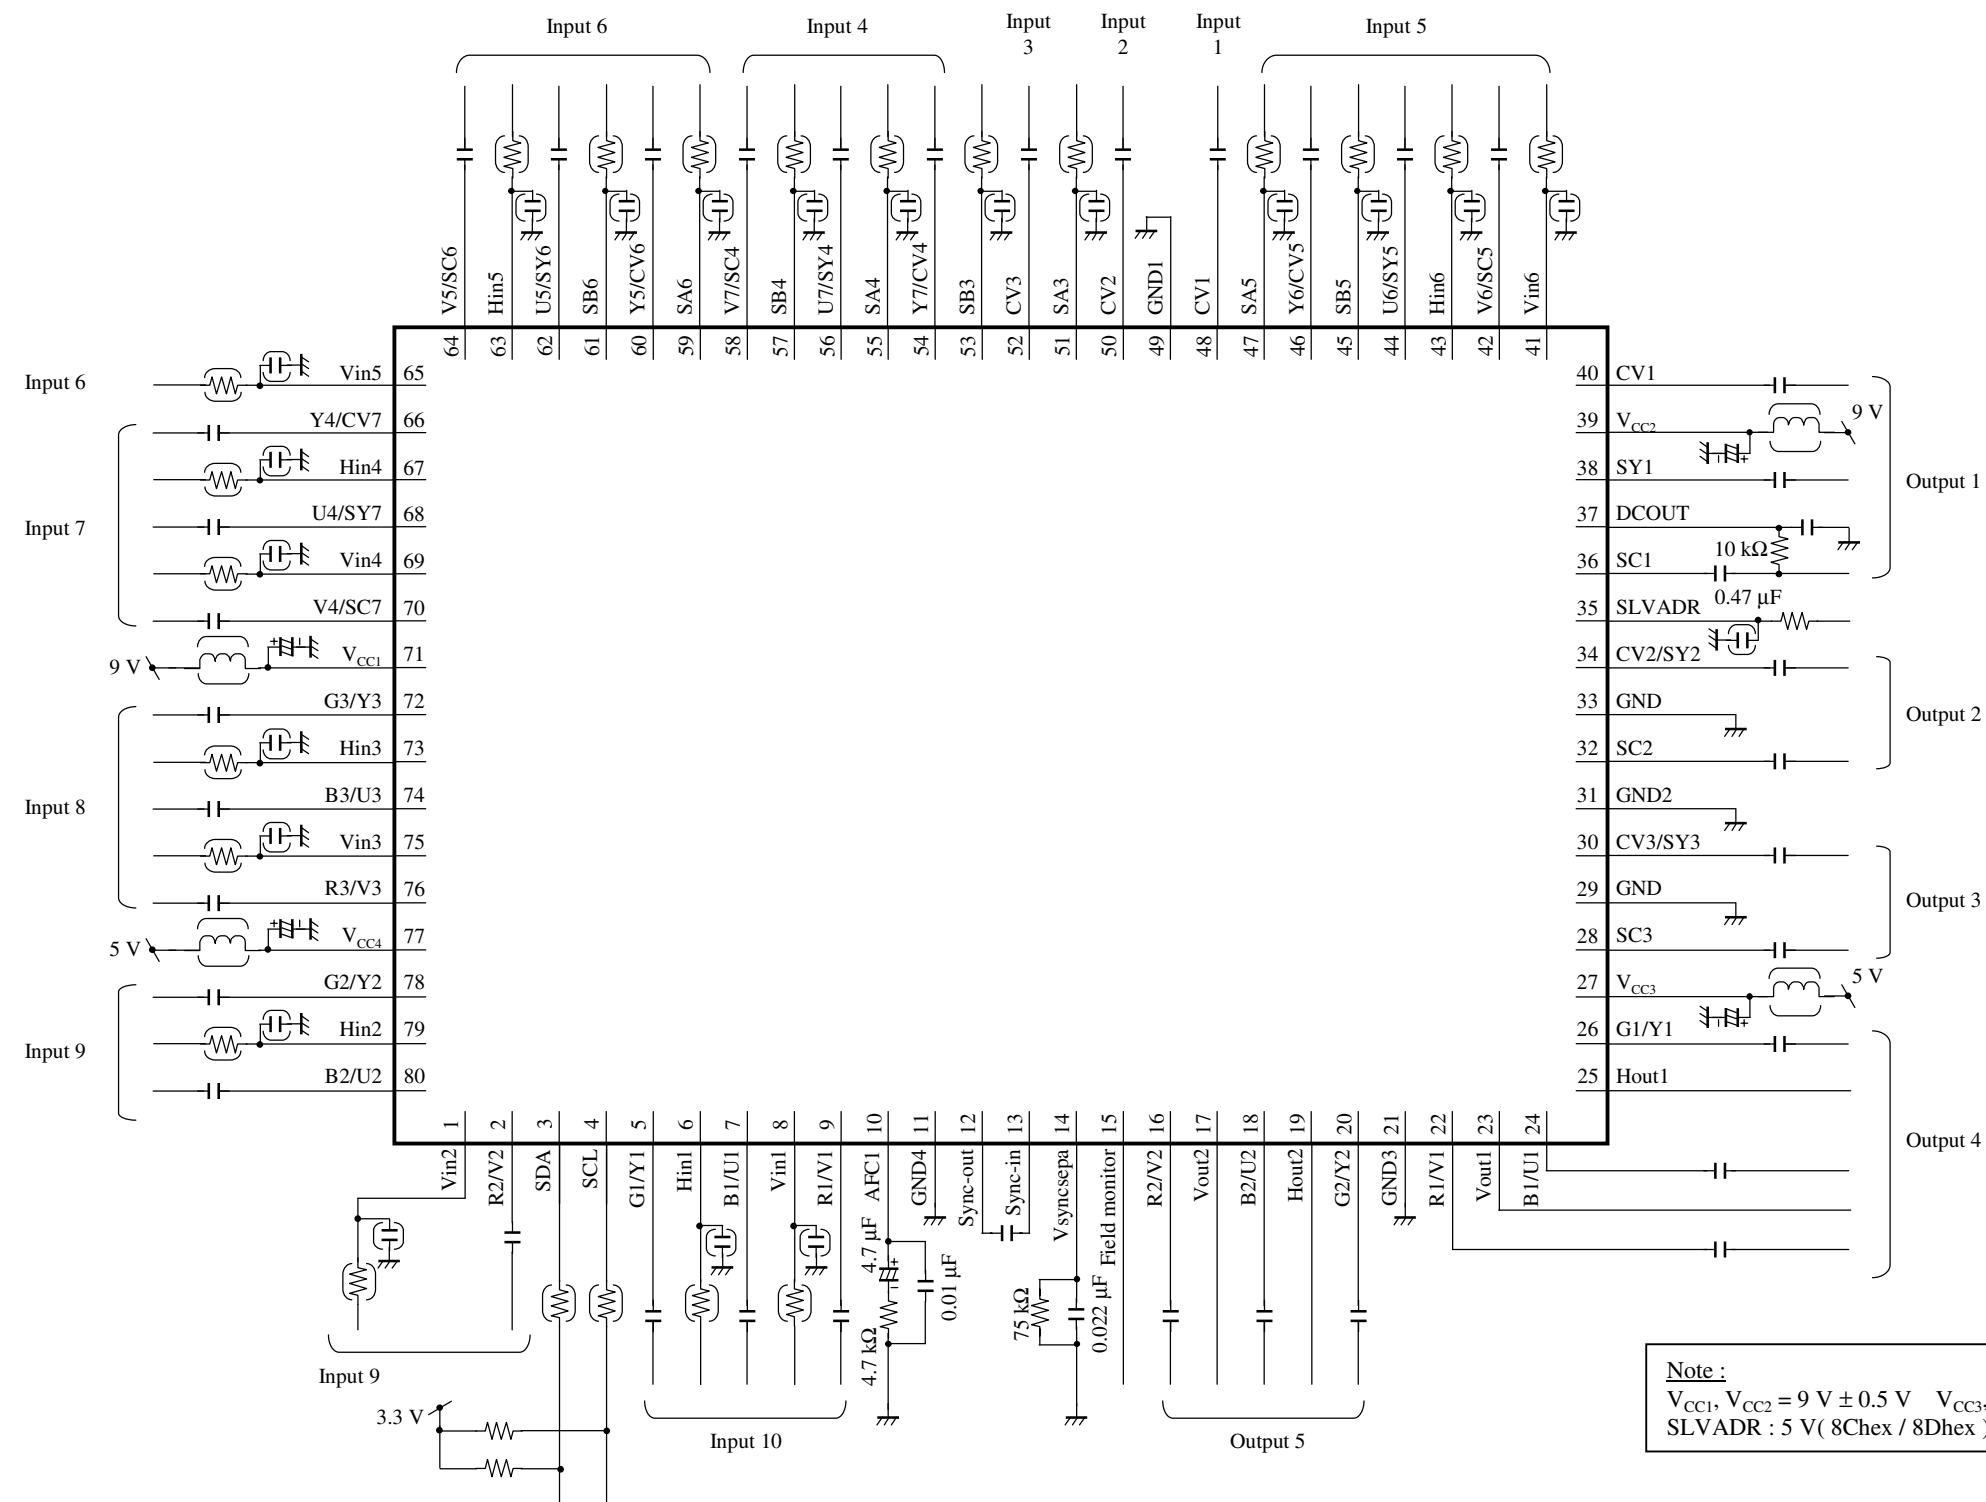 Input 6
Input 4
Input
3
Input
2
Input
1
Input 5
V5/SC6
Hin5
U5/SY6
SB6
Y5/CV6
SA6
V7/SC4
SB4
U7/SY4
SA4
Y7/CV4
SB3
CV3
SA3
CV2
GND1
CV1
SA5
Y6/CV5
SB5
U6/SY5
Hin6
V6/SC5
Vin6
64
63
62
61
60
59
58
57
56
55
54
53
52
51
50
49
48
47
46
45
44
43
42
41
Input 6
Vin5 65
Y4/CV7 66
Hin4 67
Input 7
U4/SY7 68
Vin4 69
V4/SC7 70
9 V
VCC1 71
G3/Y3 72
Hin3 73
Input 8
B3/U3 74
Vin3 75
R3/V3 76
5 V
VCC4 77
G2/Y2 78
Hin2 79
Input 9
B2/U2 80
40 CV1
39 VCC2
9 V
38 SY1
Output 1
37 DCOUT
10 kΩ
36 SC1
0.47 µF
35 SLVADR
34 CV2/SY2
33 GND
Output 2
32 SC2
31 GND2
30 CV3/SY3
29 GND
Output 3
28 SC3
27 VCC3
5 V
26 G1/Y1
25 Hout1
Output 4
1
2
3
4
5
6
7
8
9
10
11
12
13
14
15
16
17
18
19
20
21
22
23
24
Vin2
R2/V2
SDA
SCL
G1/Y1
Hin1
B1/U1
Vin1
R1/V1
AFC1
GND4
Sync-out
Sync-in
Vsyncsepa
Field monitor
R2/V2
Vout2
B2/U2
Hout2
G2/Y2
GND3
R1/V1
Vout1
B1/U1
4.7 µF
4.7 kΩ
0.01 µF
75 kΩ
0.022 µF
Input 9
3.3 V
Input 10
Output 5
Note :
VCC1, VCC2 = 9 V ± 0.5 V VCC3,
SLVADR : 5 V( 8Chex / 8Dhex )